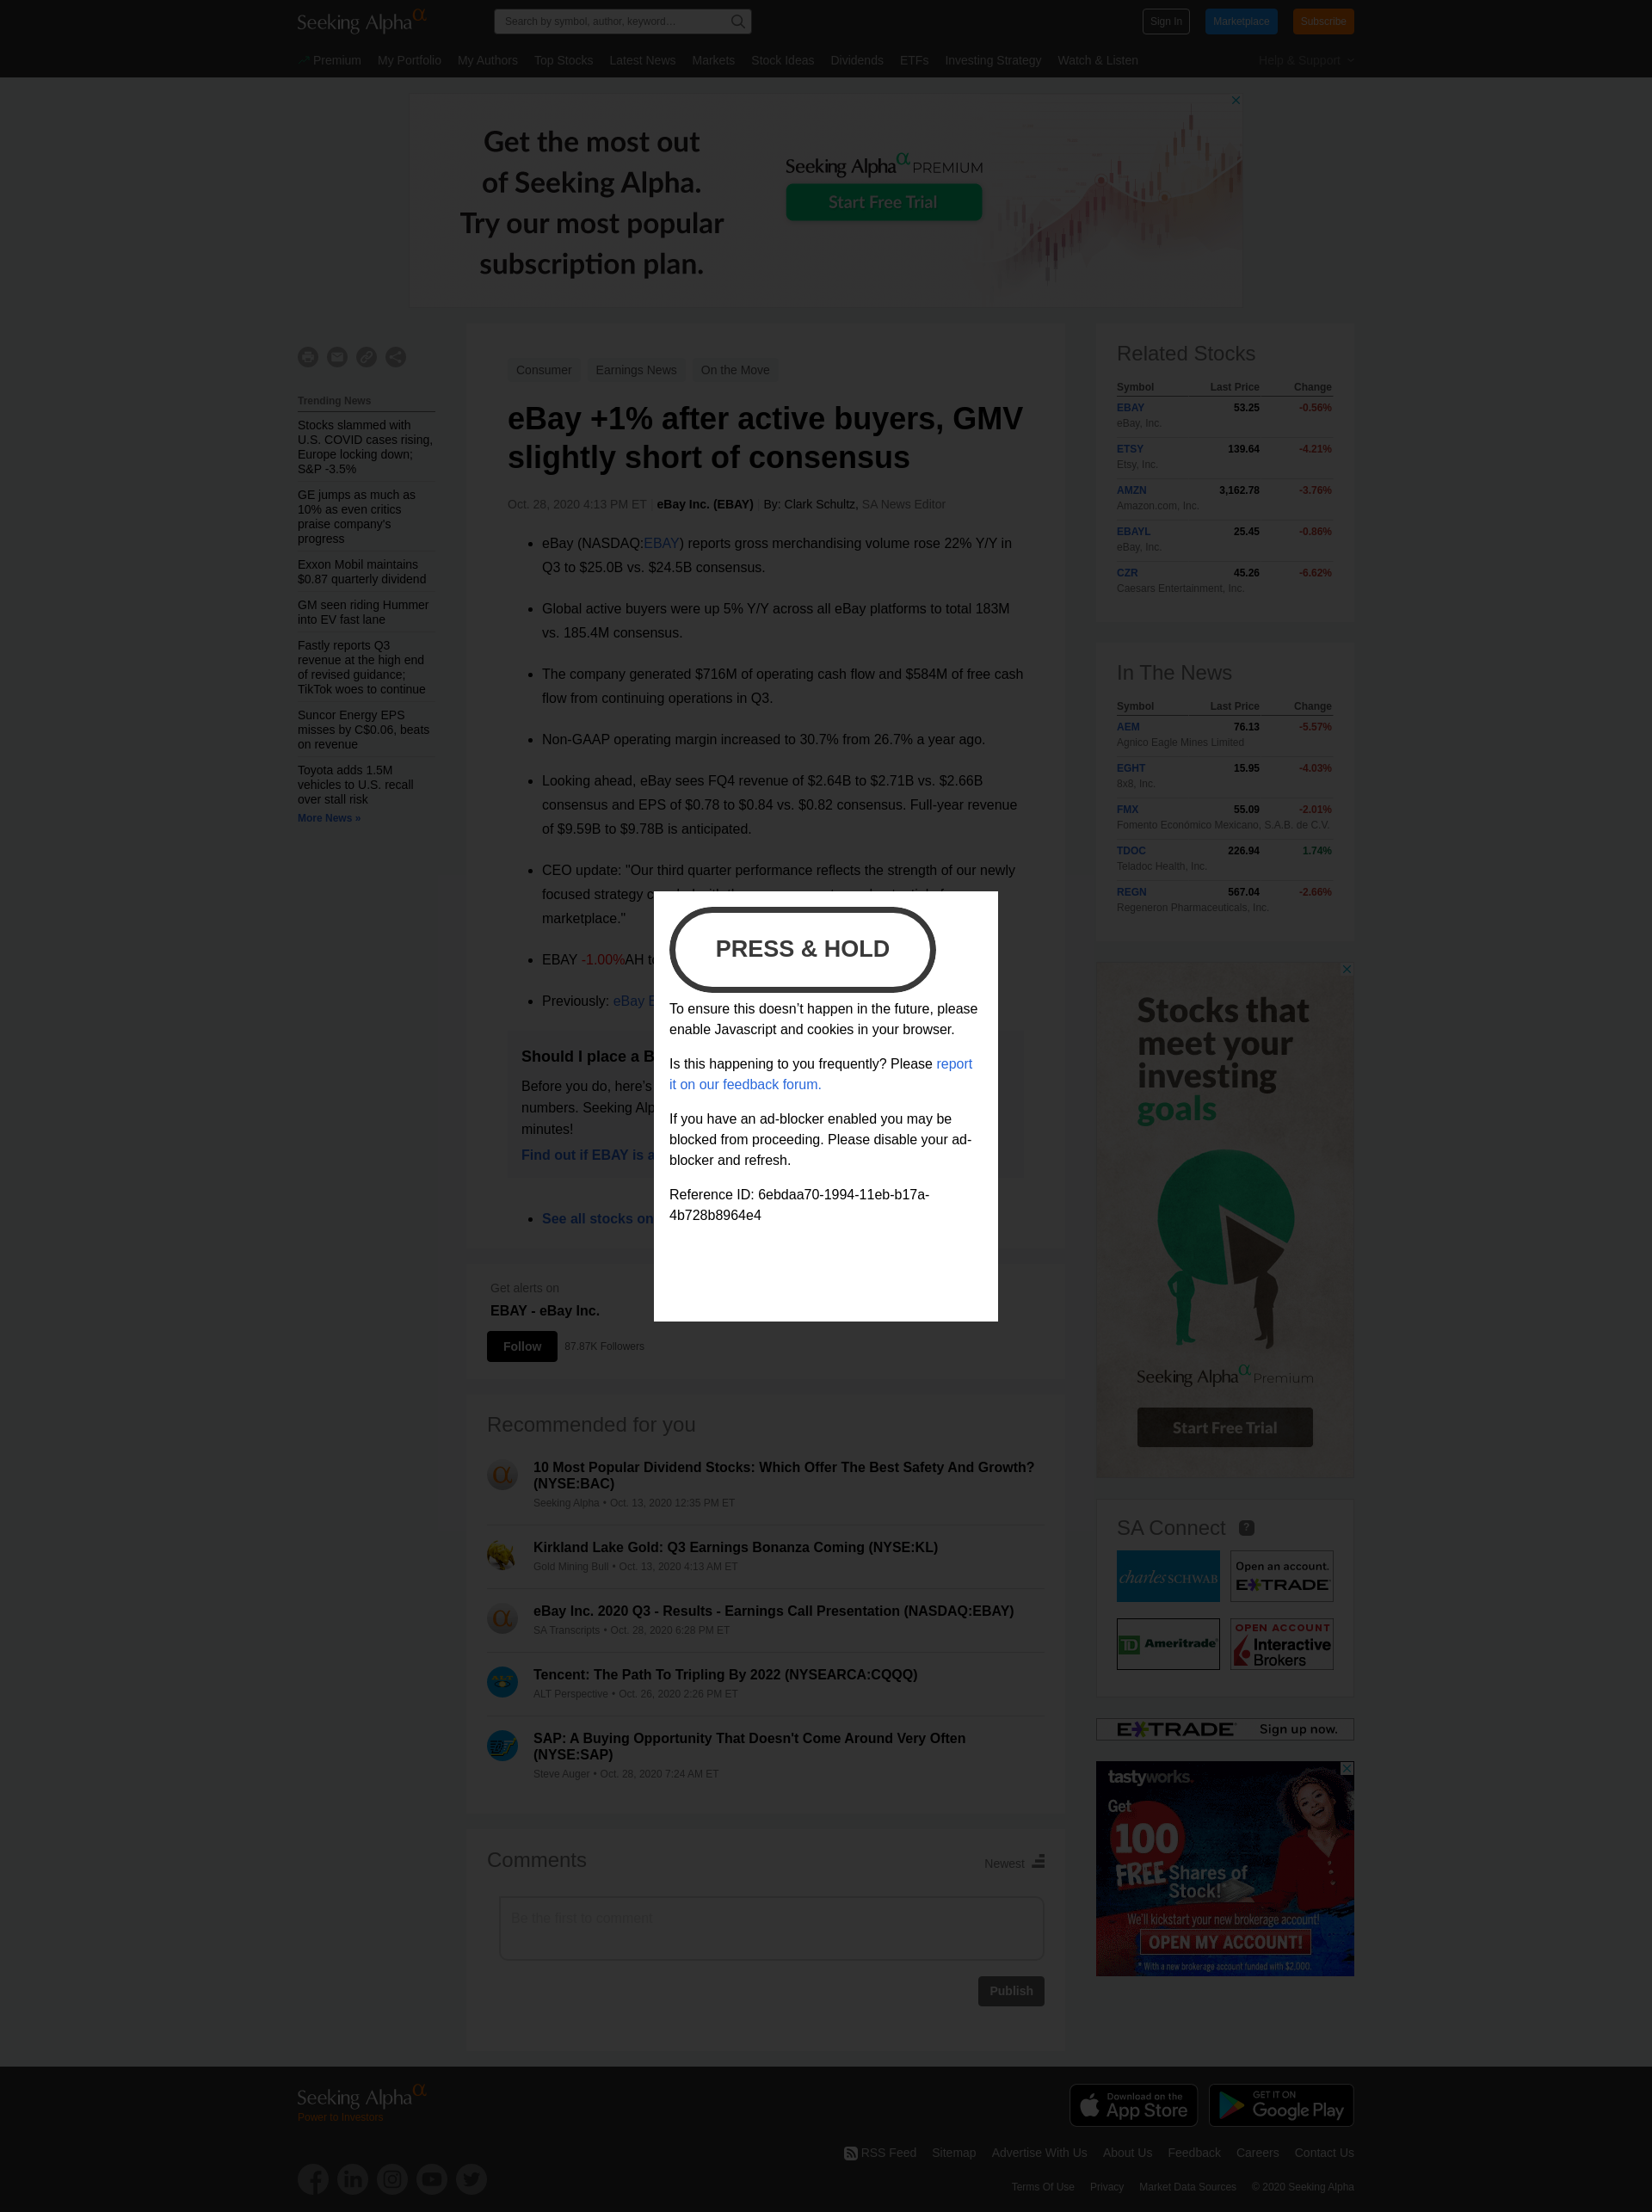 Seeking Alpha α
Search by symbol, author, keyword...
Sign In
Marketplace
Subscribe
Premium
My Portfolio
My Authors
Top Stocks
Latest News
Markets
Stock Ideas
Dividends
ETFs
Investing Strategy
Watch & Listen
Help & Support
Get the most out
of Seeking Alpha.
Try our most popular
subscription plan.
Seeking Alpha α PREMIUM
Start Free Trial
Trending News
Stocks slammed with
U.S. COVID cases rising,
Europe locking down;
S&P -3.5%
GE jumps as much as
10% as even critics
praise company's
progress
Exxon Mobil maintains
$0.87 quarterly dividend
GM seen riding Hummer
into EV fast lane
Fastly reports Q3
revenue at the high end
of revised guidance;
TikTok woes to continue
Suncor Energy EPS
misses by C$0.06, beats
on revenue
Toyota adds 1.5M
vehicles to U.S. recall
over stall risk
More News »
Consumer
Earnings News
On the Move
eBay +1% after active buyers, GMV
slightly short of consensus
Oct. 28, 2020 4:13 PM ET | eBay Inc. (EBAY) | By: Clark Schultz, SA News Editor
• eBay (NASDAQ:EBAY) reports gross merchandising volume rose 22% Y/Y in
Q3 to $25.0B vs. $24.5B consensus.
• Global active buyers were up 5% Y/Y across all eBay platforms to total 183M
vs. 185.4M consensus.
• The company generated $716M of operating cash flow and $584M of free cash
flow from continuing operations in Q3.
• Non-GAAP operating margin increased to 30.7% from 26.7% a year ago.
• Looking ahead, eBay sees FQ4 revenue of $2.64B to $2.71B vs. $2.66B
consensus and EPS of $0.78 to $0.84 vs. $0.82 consensus. Full-year revenue
of $9.59B to $9.78B is anticipated.
• CEO update: "Our third quarter performance reflects the strength of our newly
focused strategy
marketplace."
• EBAY -1.00%AH
• Previously: eBay
Should I place a
Before you do, here's
numbers. Seeking
minutes!
Find out if EBAY is
• See all stocks on
PRESS & HOLD
To ensure this doesn't happen in the future, please
enable Javascript and cookies in your browser.
Is this happening to you frequently? Please report
it on our feedback forum.
If you have an ad-blocker enabled you may be
blocked from proceeding. Please disable your ad-
blocker and refresh.
Reference ID: 6ebdaa70-1994-11eb-b17a-
4b728b8964e4
Get alerts on
EBAY - eBay Inc.
Follow
87.87K Followers
Recommended for you
10 Most Popular Dividend Stocks: Which Offer The Best Safety And Growth?
(NYSE:BAC)
Seeking Alpha • Oct. 13, 2020 12:35 PM ET
Kirkland Lake Gold: Q3 Earnings Bonanza Coming (NYSE:KL)
Gold Mining Bull • Oct. 13, 2020 4:13 AM ET
eBay Inc. 2020 Q3 - Results - Earnings Call Presentation (NASDAQ:EBAY)
SA Transcripts • Oct. 28, 2020 6:28 PM ET
Tencent: The Path To Tripling By 2022 (NYSEARCA:CQQQ)
ALT Perspective • Oct. 26, 2020 2:26 PM ET
SAP: A Buying Opportunity That Doesn't Come Around Very Often
(NYSE:SAP)
Steve Auger • Oct. 28, 2020 7:24 AM ET
Comments
Newest
Be the first to comment
Publish
Related Stocks
Symbol Last Price Change
EBAY 53.25 -0.56%
eBay, Inc.
ETSY 139.64 -4.21%
Etsy, Inc.
AMZN 3,162.78 -3.76%
Amazon.com, Inc.
EBAYL 25.45 -0.86%
eBay, Inc.
CZR 45.26 -6.62%
Caesars Entertainment, Inc.
In The News
Symbol Last Price Change
AEM 76.13 -5.57%
Agnico Eagle Mines Limited
EGHT 15.95 -4.03%
8x8, Inc.
FMX 55.09 -2.01%
Fomento Económico Mexicano, S.A.B. de C.V.
TDOC 226.94 1.74%
Teladoc Health, Inc.
REGN 567.04 -2.66%
Regeneron Pharmaceuticals, Inc.
Stocks that
meet your
investing
goals
Seeking Alpha α Premium
Start Free Trial
SA Connect ?
charles SCHWAB
Open an account.
E*TRADE
TD Ameritrade
OPEN ACCOUNT
Interactive
Brokers
E*TRADE Sign up now.
tastyworks.
Get
100
FREE Shares of
Stock!*
We'll kickstart your new brokerage account!
OPEN MY ACCOUNT!
* With a new brokerage account funded with $2,000.
Seeking Alpha α
Power to Investors
Download on the
App Store
GET IT ON
Google Play
RSS Feed
Sitemap
Advertise With Us
About Us
Feedback
Careers
Contact Us
Terms Of Use
Privacy
Market Data Sources
© 2020 Seeking Alpha